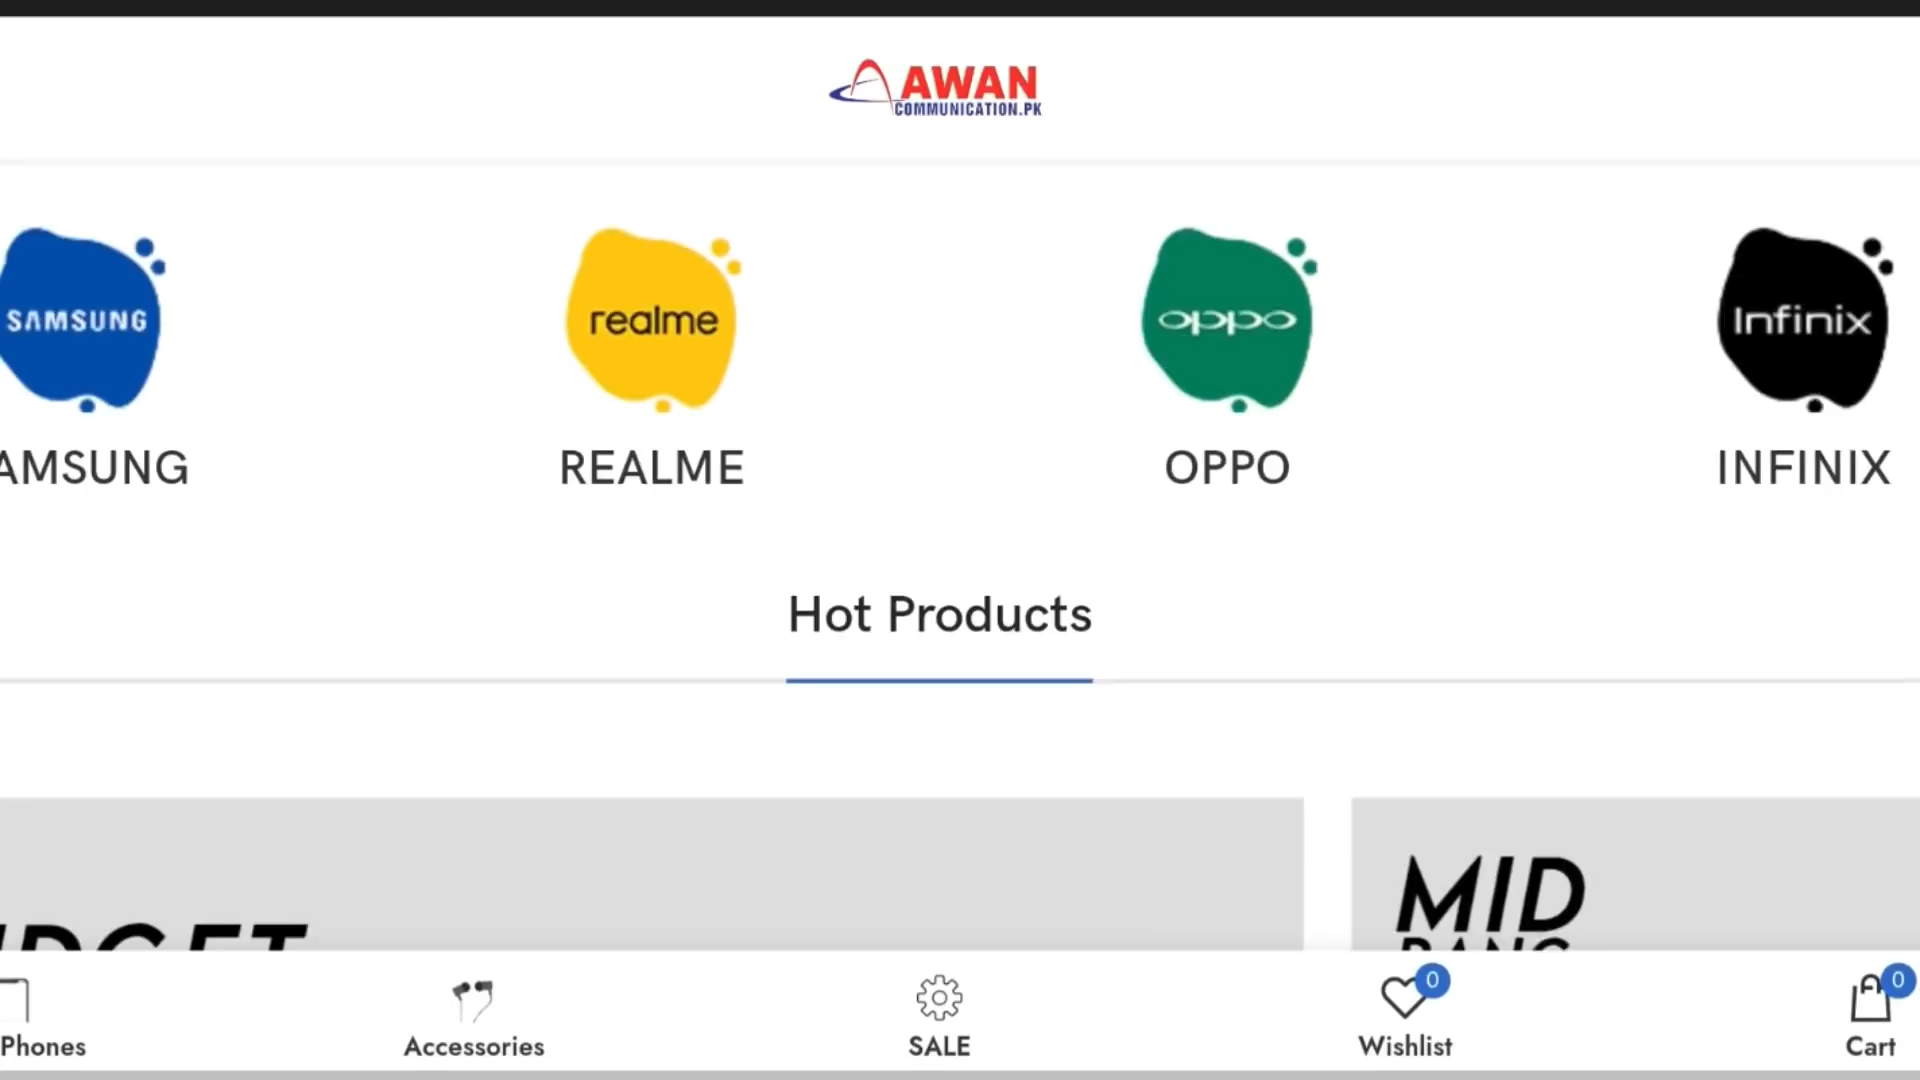 AWAN
COMMUNICATION.PK
SAMSUNG
realme
oppo
Infinix
AMSUNG
REALME
OPPO
INFINIX
Hot Products
MID
0
0
Phones
Accessories
SALE
Wishlist
Cart